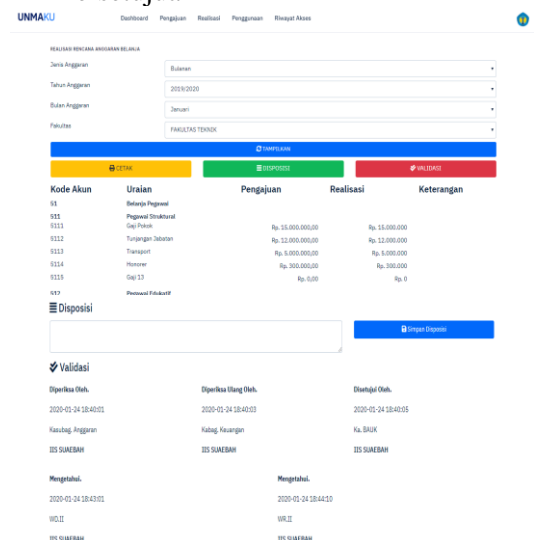 UNMAKU Dashboard Pengajuan Realisasi Penggunaan Riwayat Akses
REALISASI RENCANA ANGGARAN BELANJA
Jenis Anggaran Bulanan
Tahun Anggaran 2019/2020
Bulan Anggaran Januari
Fakultas FAKULTAS TEKNIK
TAMPILKAN
CETAK DISPOSISI VALIDASI
Kode Akun Uraian Pengajuan Realisasi Keterangan
51 Belanja Pegawai
511 Pegawai Struktural
5111 Gaji Pokok Rp. 15.000.000,00 Rp. 15.000.000
5112 Tunjangan Jabatan Rp. 12.000.000,00 Rp. 12.000.000
5113 Transport Rp. 5.000.000,00 Rp. 5.000.000
5114 Honorer Rp. 300.000,00 Rp. 300.000
5115 Gaji 13 Rp. 0,00 Rp. 0
512 Pegawai Edukatif
Disposisi
Simpan Disposisi
Validasi
Diperiksa Oleh. Diperiksa Ulang Oleh. Disetujui Oleh.
2020-01-24 18:40:01 2020-01-24 18:40:03 2020-01-24 18:40:05
Kasubag. Anggaran Kabag. Keuangan Ka. BAUK
IIS SUAEBAH IIS SUAEBAH IIS SUAEBAH
Mengetahui. Mengetahui.
2020-01-24 18:43:01 2020-01-24 18:44:10
WD.II WR.II
IIS SUAEBAH IIS SUAEBAH